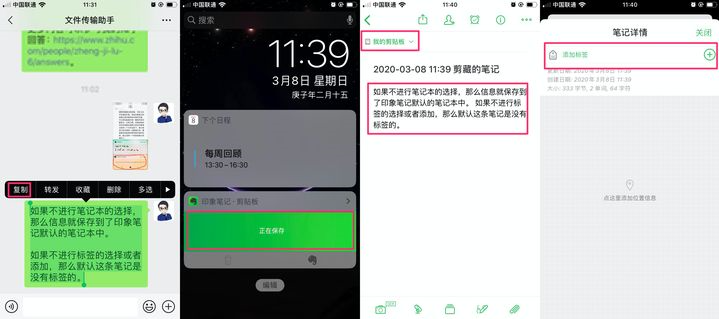 中国联通
11:31
文件传输助手
回答：https://www.zhihu.c
om/people/zheng-ji-lu-
6/answers。
11:02
复制
转发
收藏
删除
多选
如果不进行笔记本的选择，
那么信息就保存到了印象笔
记默认的笔记本中。
如果不进行标签的选择或者
添加，那么默认这条笔记是
没有标签的。
中国联通
搜索
11:39
3月8日 星期日
庚子年二月十五
8
下个日程
每周回顾
13:30 – 16:30
印象笔记 · 剪贴板
正在保存
编辑
中国联通
11:40
我的剪贴板
2020-03-08 11:39 剪藏的笔记
如果不进行笔记本的选择，那么信息就保存到
了印象笔记默认的笔记本中。 如果不进行标
签的选择或者添加，那么默认这条笔记是没有
标签的。
中国联通
11:40
笔记详情
关闭
添加标签
更新日期: 2020年3月8日 11:40
创建日期: 2020年3月8日 11:39
大小: 333 字节, 2 单词, 64 字符
点这里添加位置信息